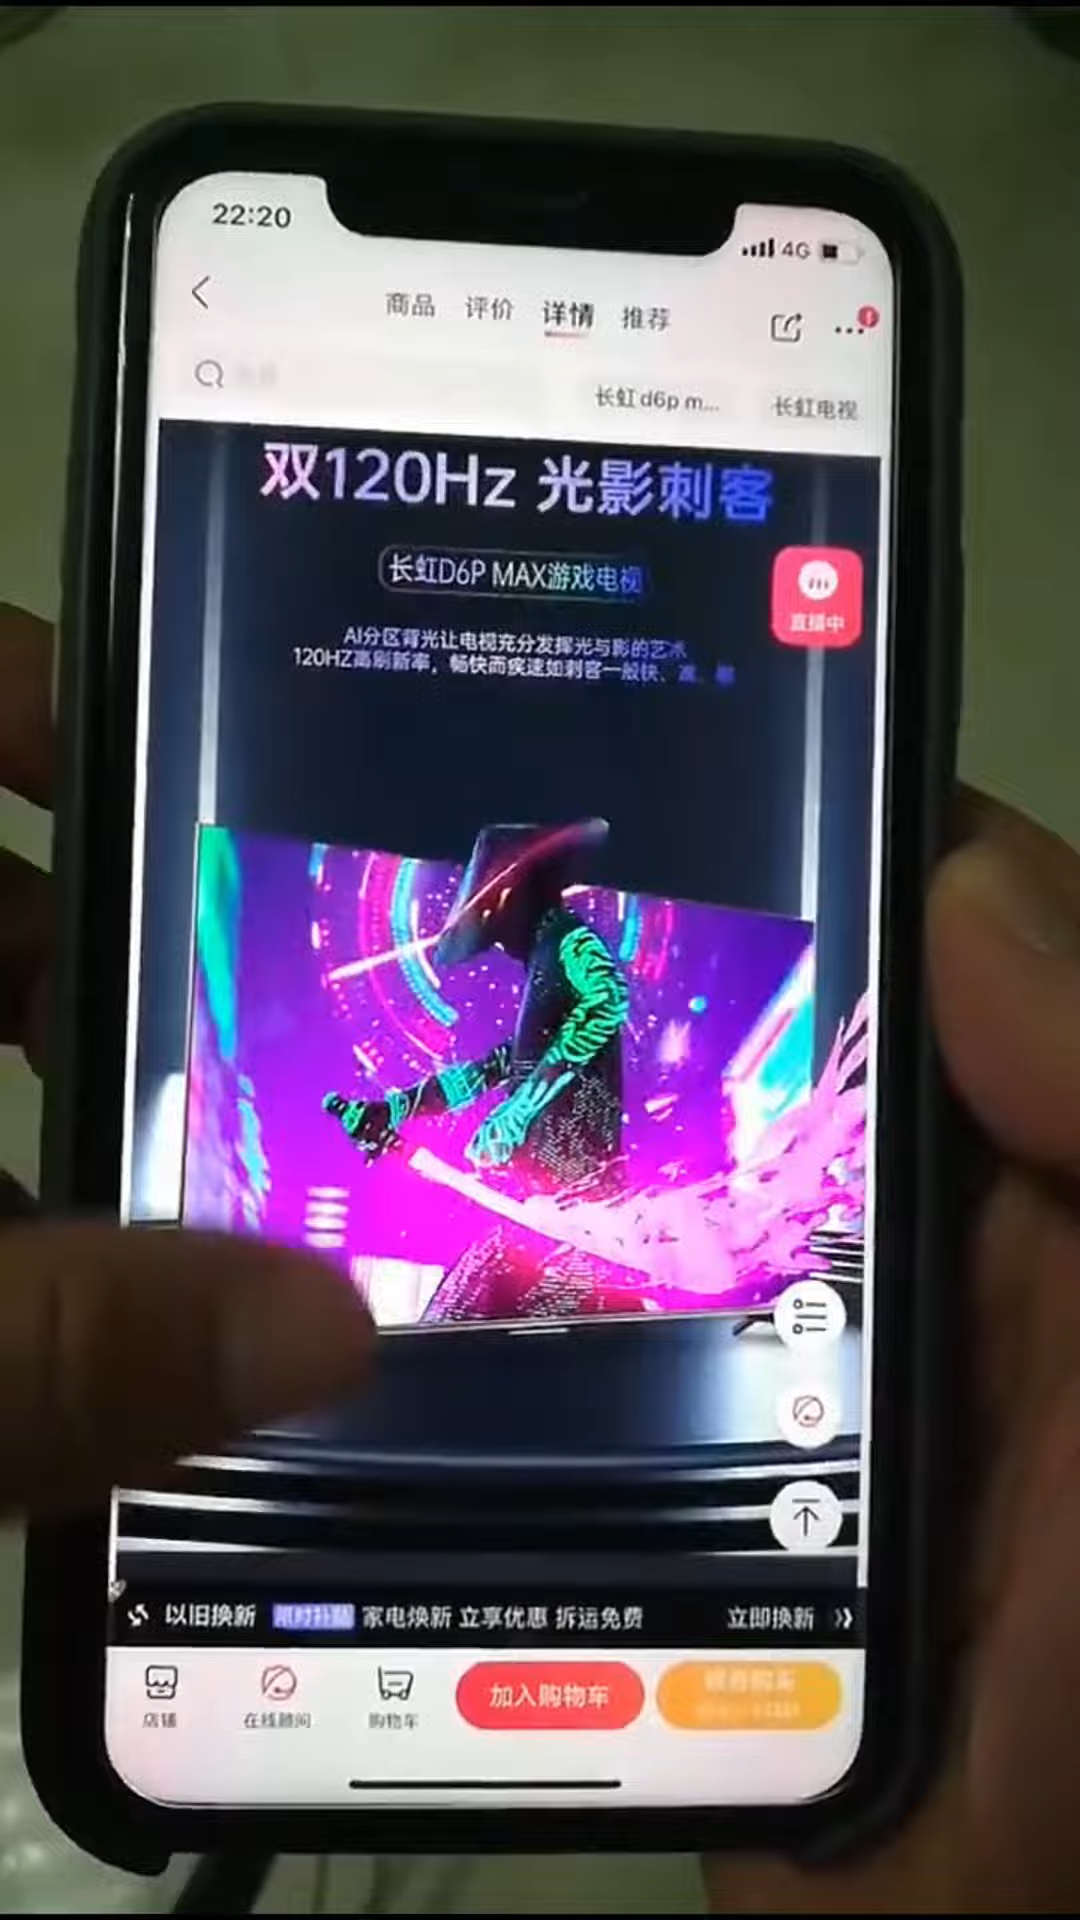 22:20
4G
商品 评价 详情 推荐
长虹 d6p m...
长虹电视
双120Hz 光影刺客
长虹D6P MAX游戏电视
直播中
AI分区背光让电视充分发挥光与影的艺术
120HZ高刷新率，畅快而疾速如刺客一般快、准、
以旧换新 限时补贴 家电焕新 立享优惠 拆运免费 立即换新
店铺 在线顾问 购物车 加入购物车